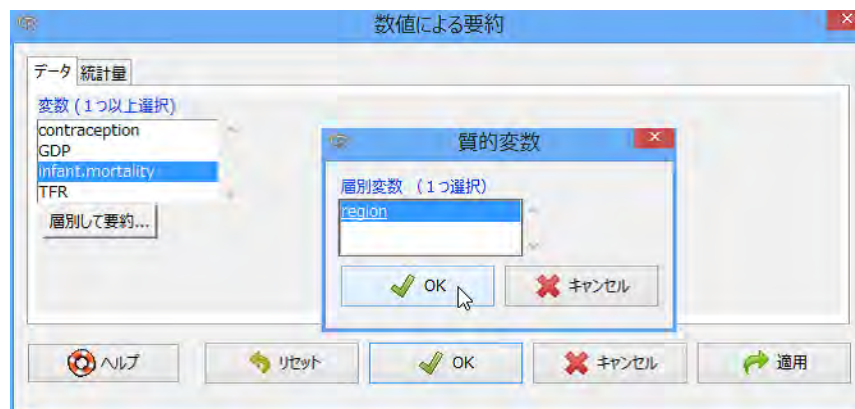 数値による要約
データ 統計量
変数 (1つ以上選択)
contraception
GDP
infant.mortality
TFR
層別して要約...
質的変数
層別変数 (1つ選択)
region
OK キャンセル
ヘルプ リセット OK キャンセル 適用